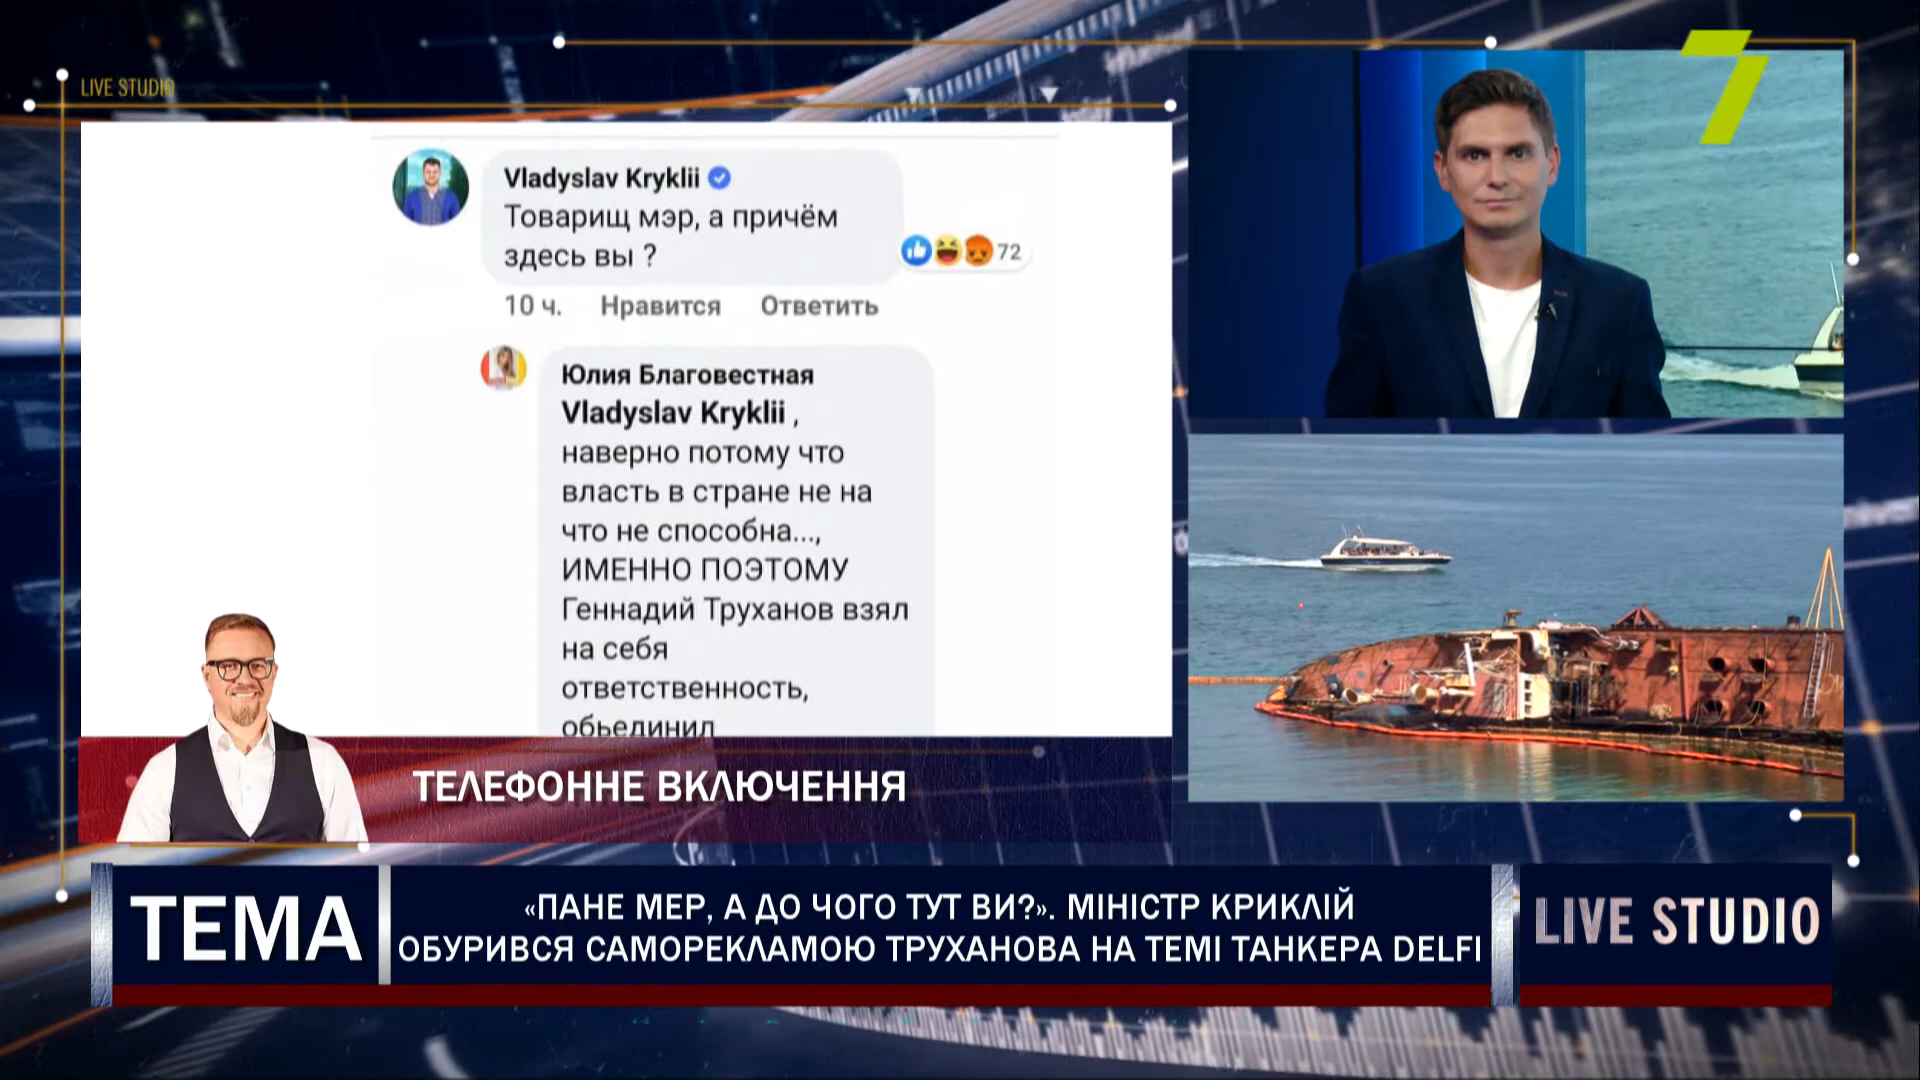 LIVE STUDIO
7
Vladyslav Kryklii
Товарищ мэр, а причём
здесь вы ?
72
10 ч. Нравится Ответить
Юлия Благовестная
Vladyslav Kryklii ,
наверно потому что
власть в стране не на
что не способна...,
ИМЕННО ПОЭТОМУ
Геннадий Труханов взял
на себя
ответственность,
обьединил
ТЕЛЕФОННЕ ВКЛЮЧЕННЯ
ТЕМА
«ПАНЕ МЕР, А ДО ЧОГО ТУТ ВИ?». МІНІСТР КРИКЛІЙ
ОБУРИВСЯ САМОРЕКЛАМОЮ ТРУХАНОВА НА ТЕМІ ТАНКЕРА DELFI
LIVE STUDIO